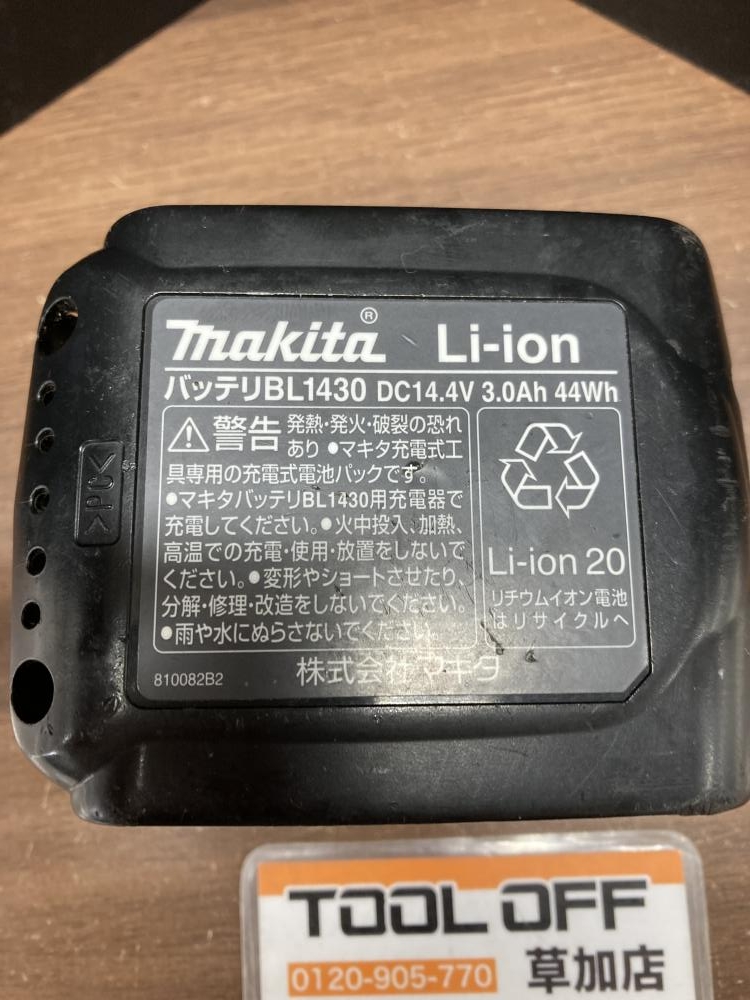 makita® Li-ion
バッテリBL1430 DC14.4V 3.0Ah 44Wh
警告 発熱・発火・破裂の恐れ
あり ●マキタ充電式工
具専用の充電式電池パックです。
●マキタバッテリBL1430用充電器で
充電してください。●火中投入、加熱、
高温での充電・使用・放置をしないで
ください。●変形やショートさせたり、
分解・修理・改造をしないでください。
●雨や水にぬらさないでください。
Li-ion 20
リチウムイオン電池
はリサイクルへ
810082B2
株式会社マキタ
>PC<
TOOL OFF
0120-905-770 草加店